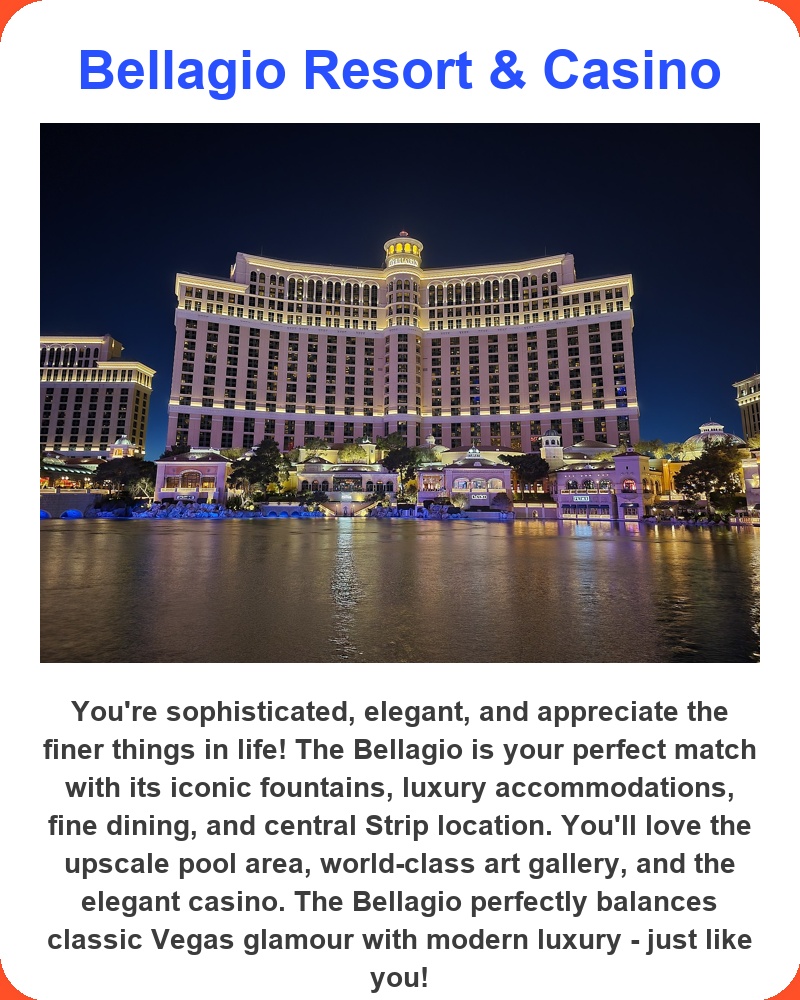 Bellagio Resort & Casino
You're sophisticated, elegant, and appreciate the
finer things in life! The Bellagio is your perfect match
with its iconic fountains, luxury accommodations,
fine dining, and central Strip location. You'll love the
upscale pool area, world-class art gallery, and the
elegant casino. The Bellagio perfectly balances
classic Vegas glamour with modern luxury - just like
you!